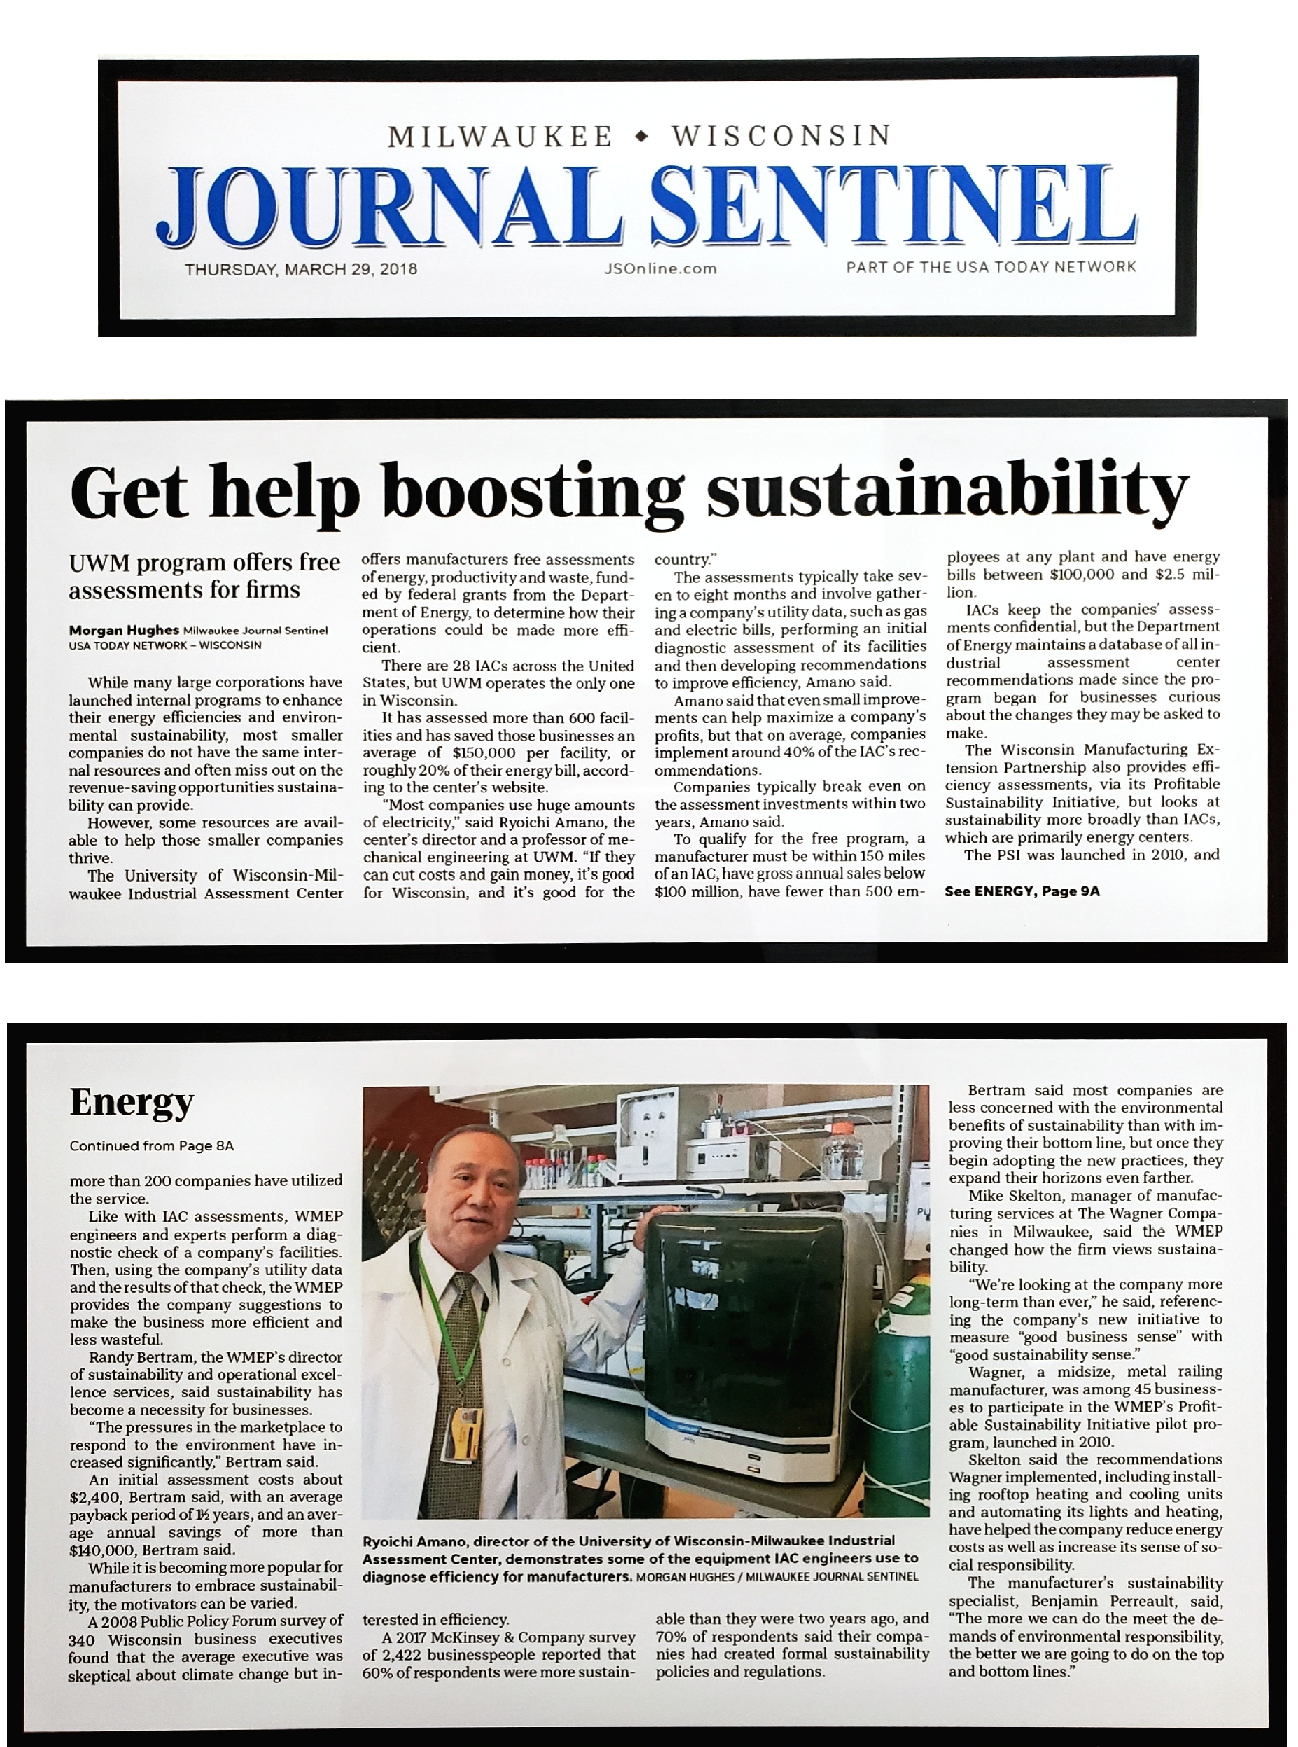 MILWAUKEE ◆ WISCONSIN
JOURNAL SENTINEL
THURSDAY, MARCH 29, 2018 JSOnline.com PART OF THE USA TODAY NETWORK
Get help boosting sustainability
UWM program offers free
assessments for firms
Morgan Hughes Milwaukee Journal Sentinel
USA TODAY NETWORK – WISCONSIN
While many large corporations have
launched internal programs to enhance
their energy efficiencies and environ-
mental sustainability, most smaller
companies do not have the same inter-
nal resources and often miss out on the
revenue-saving opportunities sustaina-
bility can provide.
However, some resources are avail-
able to help those smaller companies
thrive.
The University of Wisconsin-Mil-
waukee Industrial Assessment Center
offers manufacturers free assessments
of energy, productivity and waste, fund-
ed by federal grants from the Depart-
ment of Energy, to determine how their
operations could be made more effi-
cient.
There are 28 IACs across the United
States, but UWM operates the only one
in Wisconsin.
It has assessed more than 600 facil-
ities and has saved those businesses an
average of $150,000 per facility, or
roughly 20% of their energy bill, accord-
ing to the center's website.
"Most companies use huge amounts
of electricity," said Ryoichi Amano, the
center's director and a professor of me-
chanical engineering at UWM. "If they
can cut costs and gain money, it's good
for Wisconsin, and it's good for the
country."
The assessments typically take sev-
en to eight months and involve gather-
ing a company's utility data, such as gas
and electric bills, performing an initial
diagnostic assessment of its facilities
and then developing recommendations
to improve efficiency, Amano said.
Amano said that even small improve-
ments can help maximize a company's
profits, but that on average, companies
implement around 40% of the IAC's rec-
ommendations.
Companies typically break even on
the assessment investments within two
years, Amano said.
To qualify for the free program, a
manufacturer must be within 150 miles
of an IAC, have gross annual sales below
$100 million, have fewer than 500 em-
ployees at any plant and have energy
bills between $100,000 and $2.5 mil-
lion.
IACs keep the companies' assess-
ments confidential, but the Department
of Energy maintains a database of all in-
dustrial assessment center
recommendations made since the pro-
gram began for businesses curious
about the changes they may be asked to
make.
The Wisconsin Manufacturing Ex-
tension Partnership also provides effi-
ciency assessments, via its Profitable
Sustainability Initiative, but looks at
sustainability more broadly than IACs,
which are primarily energy centers.
The PSI was launched in 2010, and
See ENERGY, Page 9A
Energy
Continued from Page 8A
more than 200 companies have utilized
the service.
Like with IAC assessments, WMEP
engineers and experts perform a diag-
nostic check of a company's facilities.
Then, using the company's utility data
and the results of that check, the WMEP
provides the company suggestions to
make the business more efficient and
less wasteful.
Randy Bertram, the WMEP's director
of sustainability and operational excel-
lence services, said sustainability has
become a necessity for businesses.
"The pressures in the marketplace to
respond to the environment have in-
creased significantly," Bertram said.
An initial assessment costs about
$2,400, Bertram said, with an average
payback period of 1½ years, and an aver-
age annual savings of more than
$140,000, Bertram said.
While it is becoming more popular for
manufacturers to embrace sustainabil-
ity, the motivators can be varied.
A 2008 Public Policy Forum survey of
340 Wisconsin business executives
found that the average executive was
skeptical about climate change but in-
Ryoichi Amano, director of the University of Wisconsin-Milwaukee Industrial
Assessment Center, demonstrates some of the equipment IAC engineers use to
diagnose efficiency for manufacturers. MORGAN HUGHES / MILWAUKEE JOURNAL SENTINEL
terested in efficiency.
A 2017 McKinsey & Company survey
of 2,422 businesspeople reported that
60% of respondents were more sustain-
able than they were two years ago, and
70% of respondents said their compa-
nies had created formal sustainability
policies and regulations.
Bertram said most companies are
less concerned with the environmental
benefits of sustainability than with im-
proving their bottom line, but once they
begin adopting the new practices, they
expand their horizons even farther.
Mike Skelton, manager of manufac-
turing services at The Wagner Compa-
nies in Milwaukee, said the WMEP
changed how the firm views sustaina-
bility.
"We're looking at the company more
long-term than ever," he said, referenc-
ing the company's new initiative to
measure "good business sense" with
"good sustainability sense."
Wagner, a midsize, metal railing
manufacturer, was among 45 business-
es to participate in the WMEP's Profit-
able Sustainability Initiative pilot pro-
gram, launched in 2010.
Skelton said the recommendations
Wagner implemented, including install-
ing rooftop heating and cooling units
and automating its lights and heating,
have helped the company reduce energy
costs as well as increase its sense of so-
cial responsibility.
The manufacturer's sustainability
specialist, Benjamin Perreault, said,
"The more we can do the meet the de-
mands of environmental responsibility,
the better we are going to do on the top
and bottom lines."